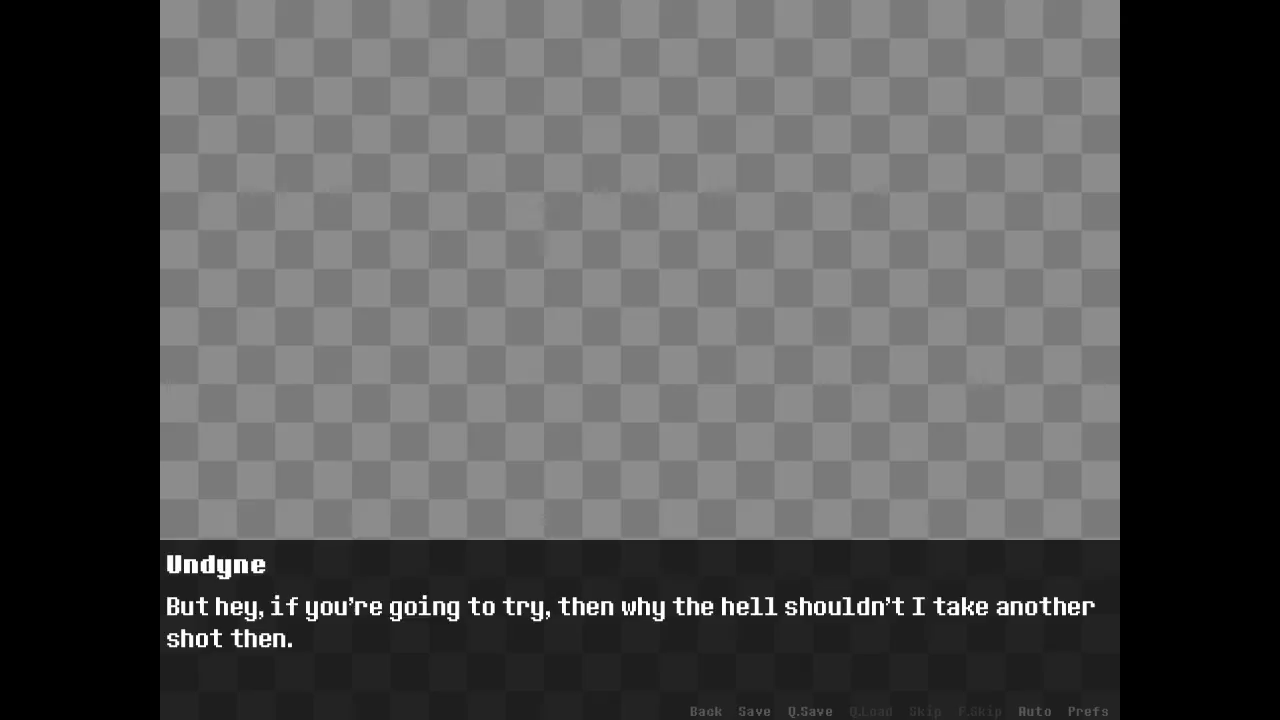 Undyne
But hey, if you're going to try, then why the hell shouldn't I take another
shot then.
Back Save Q.Save Q.Load Skip F.Skip Auto Prefs